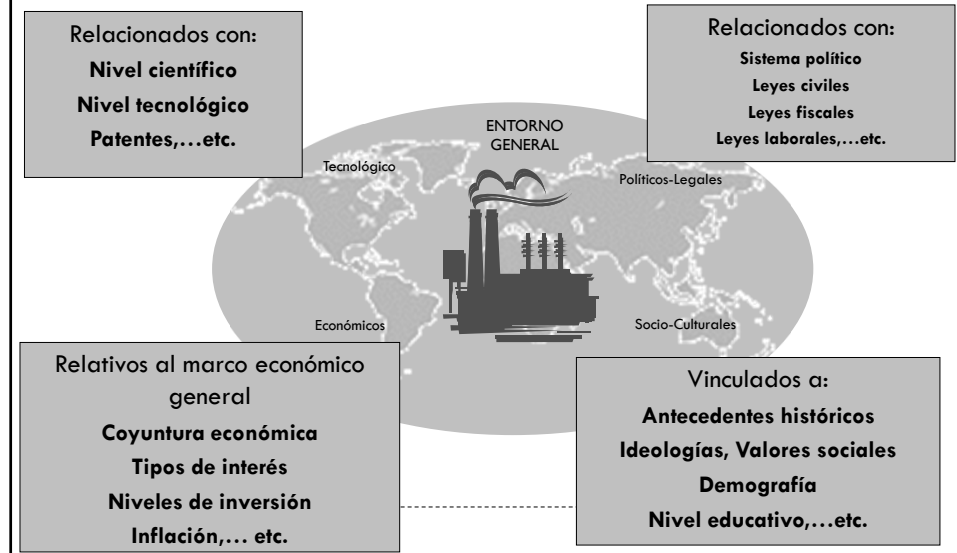 Relacionados con:
Nivel científico
Nivel tecnológico
Patentes,...etc.
Relacionados con:
Sistema político
Leyes civiles
Leyes fiscales
Leyes laborales,...etc.
ENTORNO
GENERAL
Tecnológico
Políticos-Legales
Económicos
Socio-Culturales
Relativos al marco económico
general
Coyuntura económica
Tipos de interés
Niveles de inversión
Inflación,... etc.
Vinculados a:
Antecedentes históricos
Ideologías, Valores sociales
Demografía
Nivel educativo,...etc.